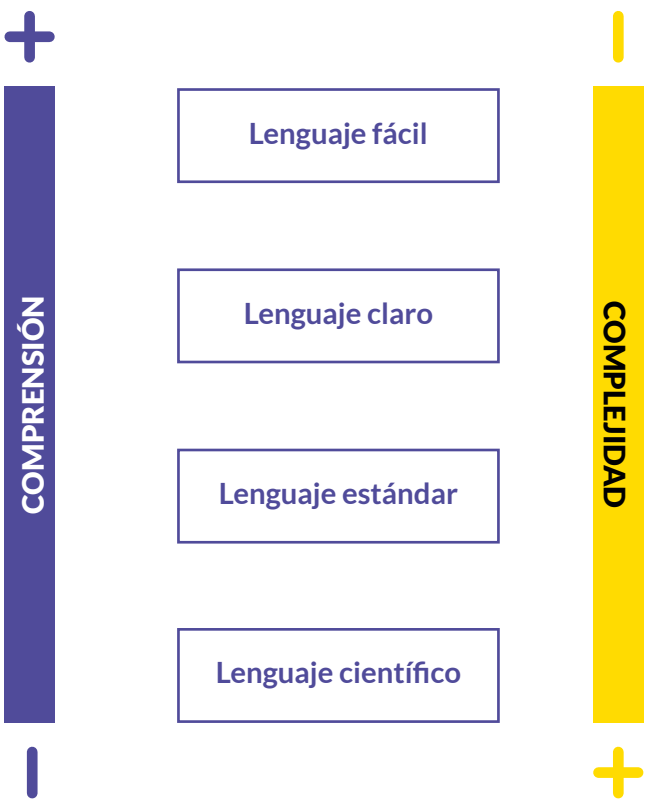 Lenguaje fácil
Lenguaje claro
COMPRENSIÓN
COMPLEJIDAD
Lenguaje estándar
Lenguaje científico